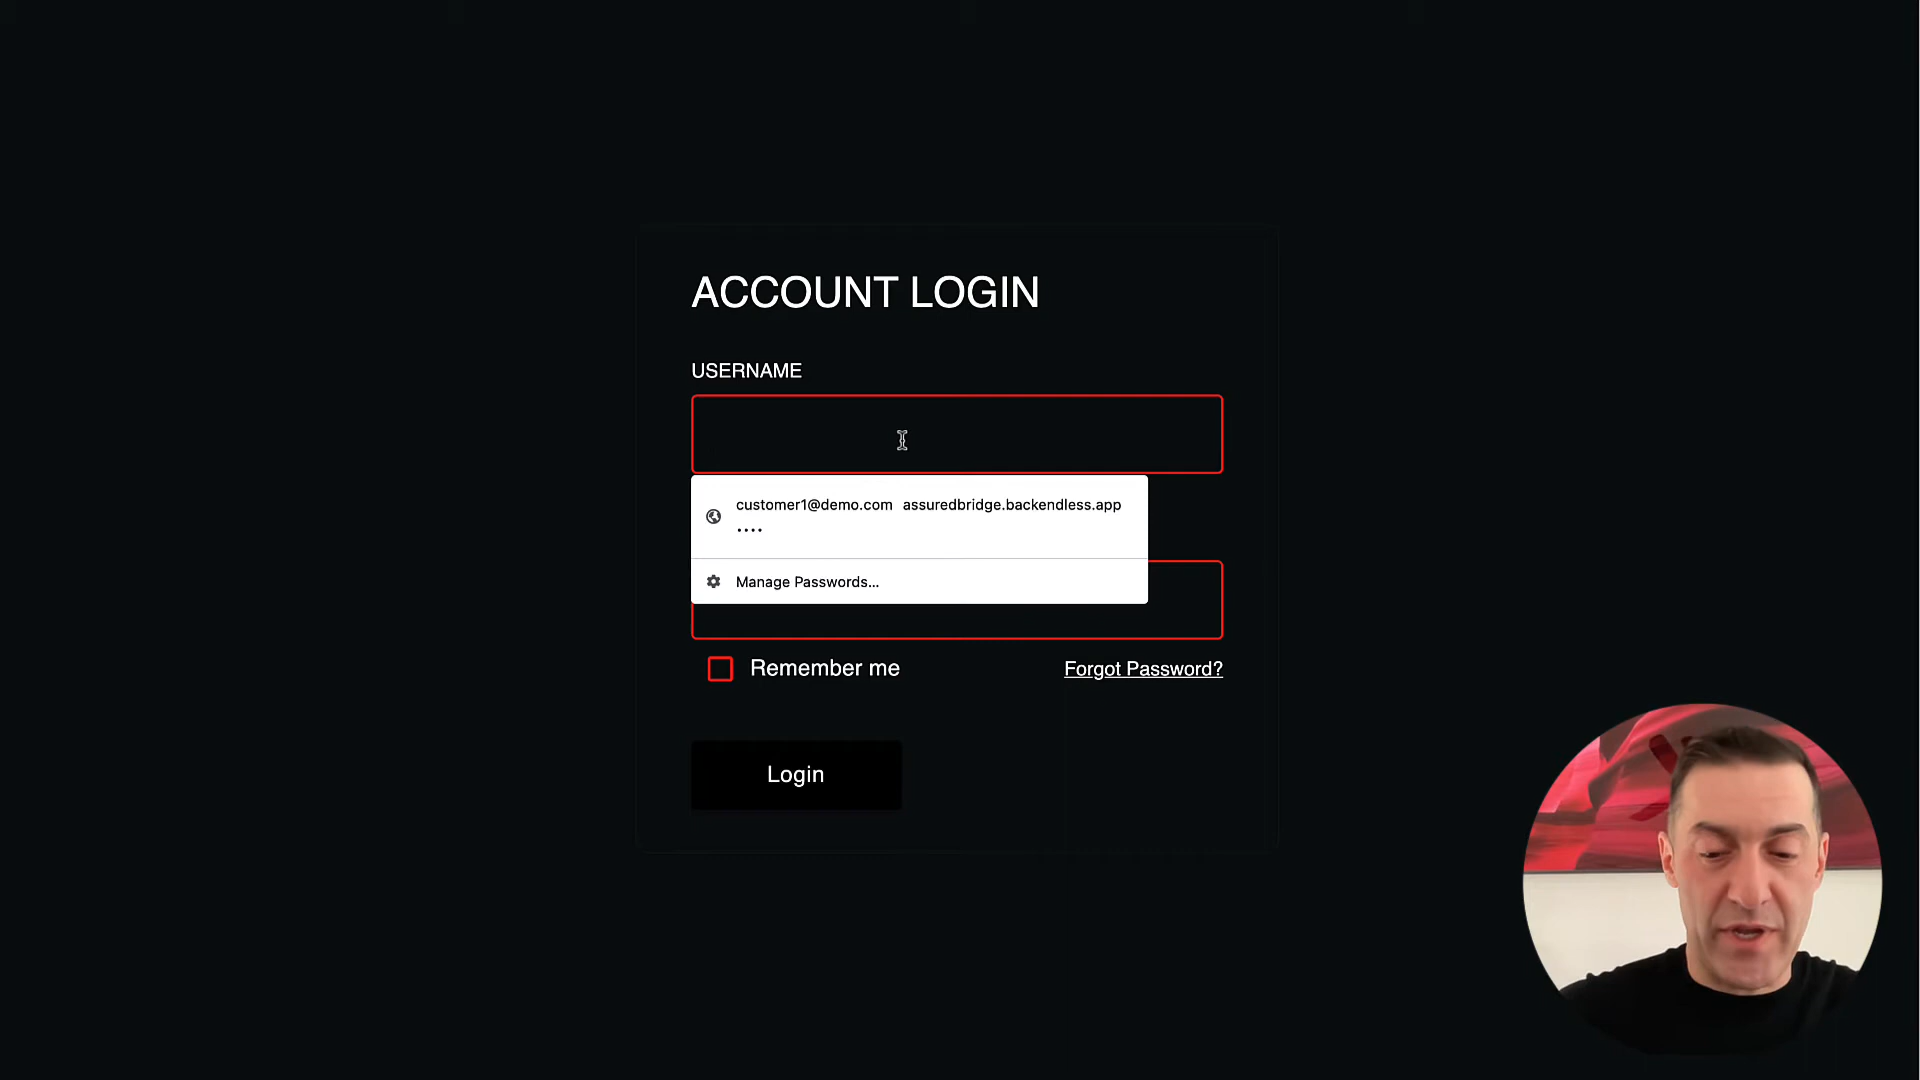 ACCOUNT LOGIN
USERNAME
customer1@demo.com assuredbridge.backendless.app
••••
Manage Passwords...
Remember me
Forgot Password?
Login